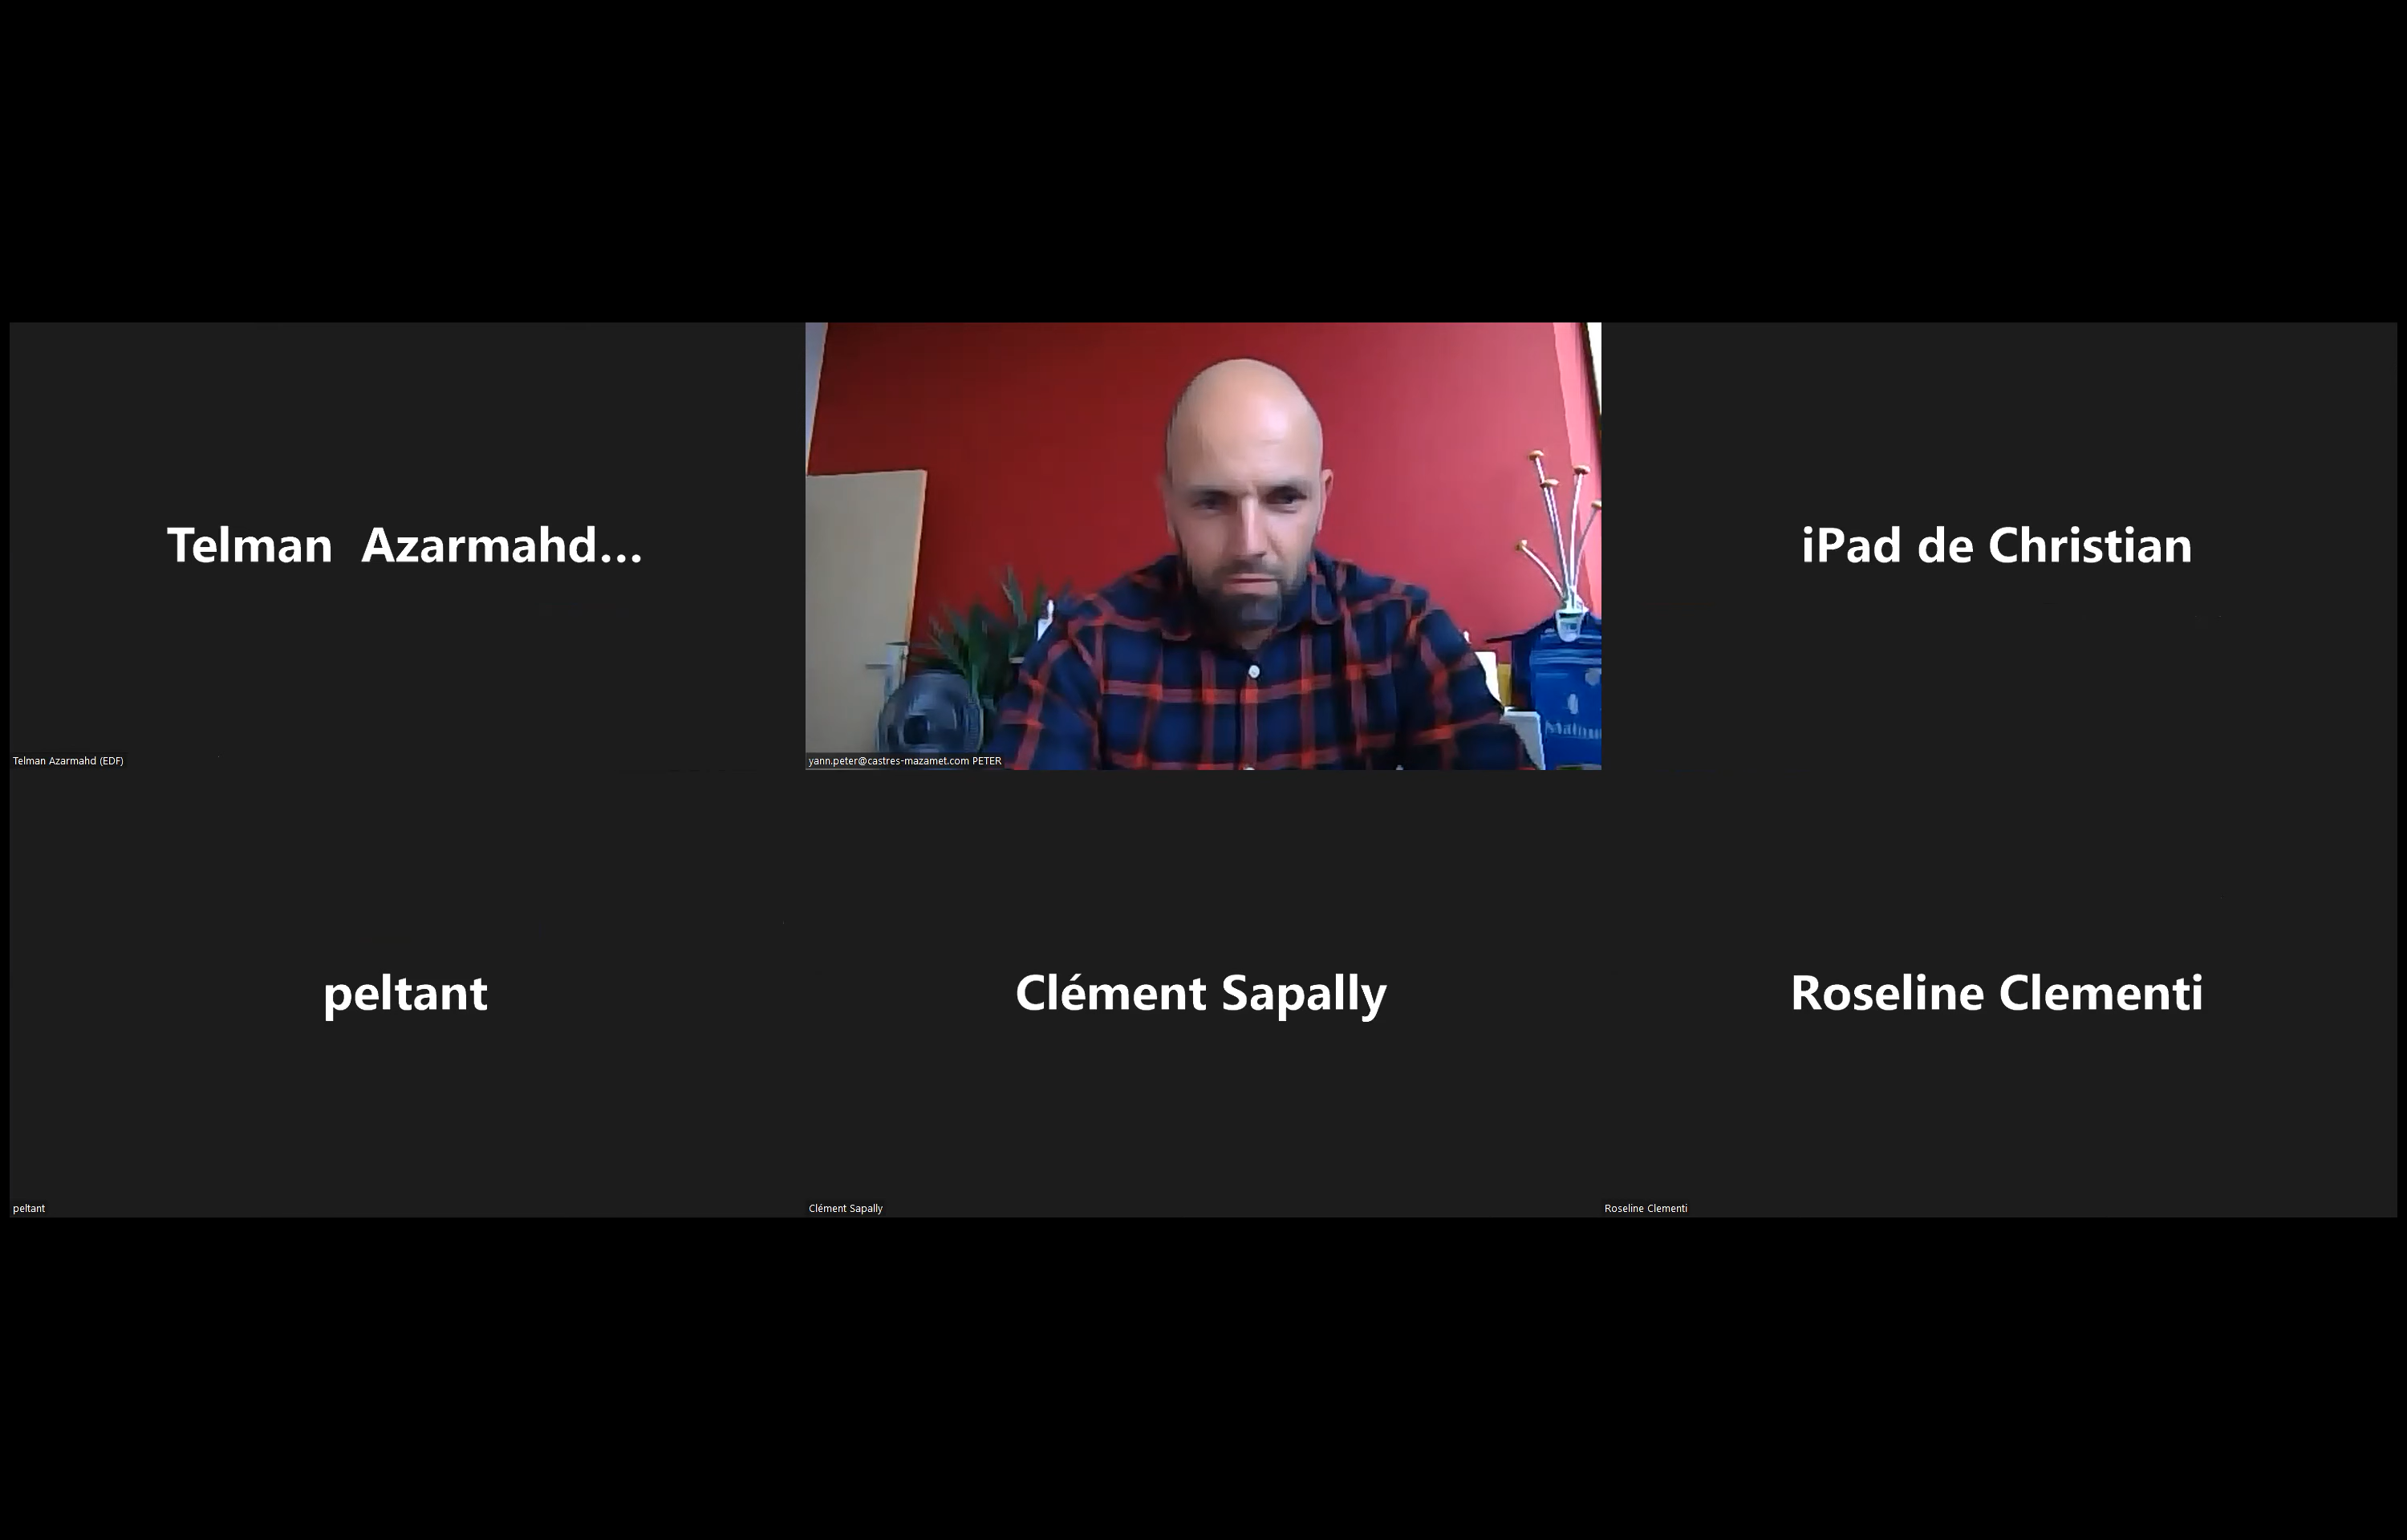 Telman  Azarmahd...
iPad de Christian
Telman Azarmahd (EDF)
yann.peter@castres-mazamet.com PETER
peltant
Clément Sapally
Roseline Clementi
peltant
Clément Sapally
Roseline Clementi